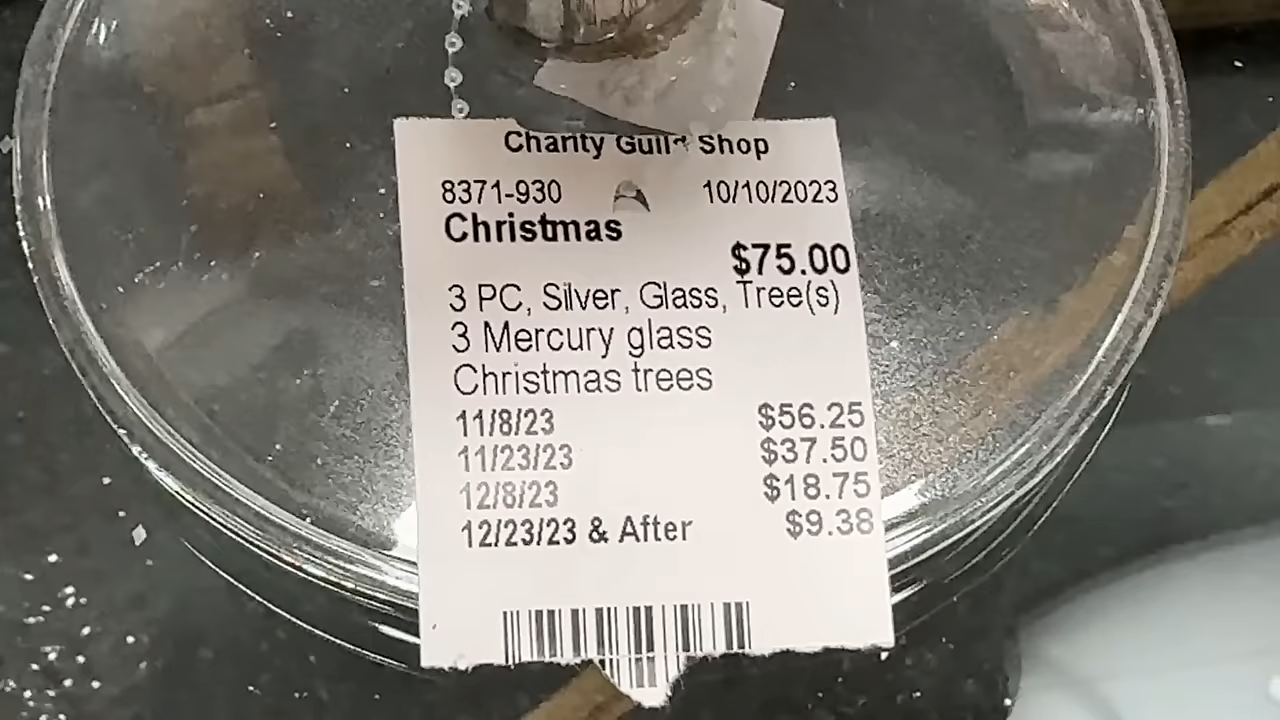 Charity Guild Shop
8371-930 10/10/2023
Christmas
$75.00
3 PC, Silver, Glass, Tree(s)
3 Mercury glass
Christmas trees
11/8/23 $56.25
11/23/23 $37.50
12/8/23 $18.75
12/23/23 & After $9.38